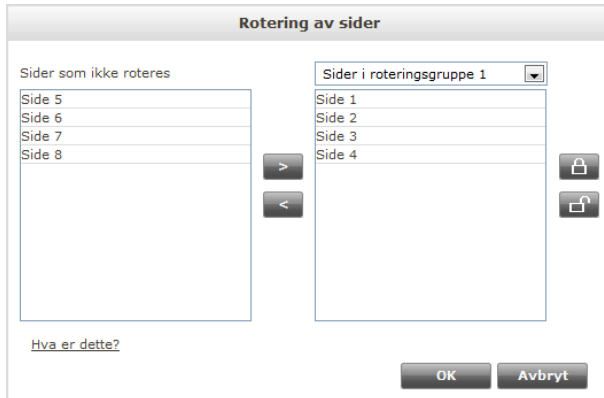 Rotering av sider
Sider som ikke roteres
Sider i roteringsgruppe 1
Side 5
Side 6
Side 7
Side 8
Side 1
Side 2
Side 3
Side 4
>
<
Hva er dette?
OK
Avbryt